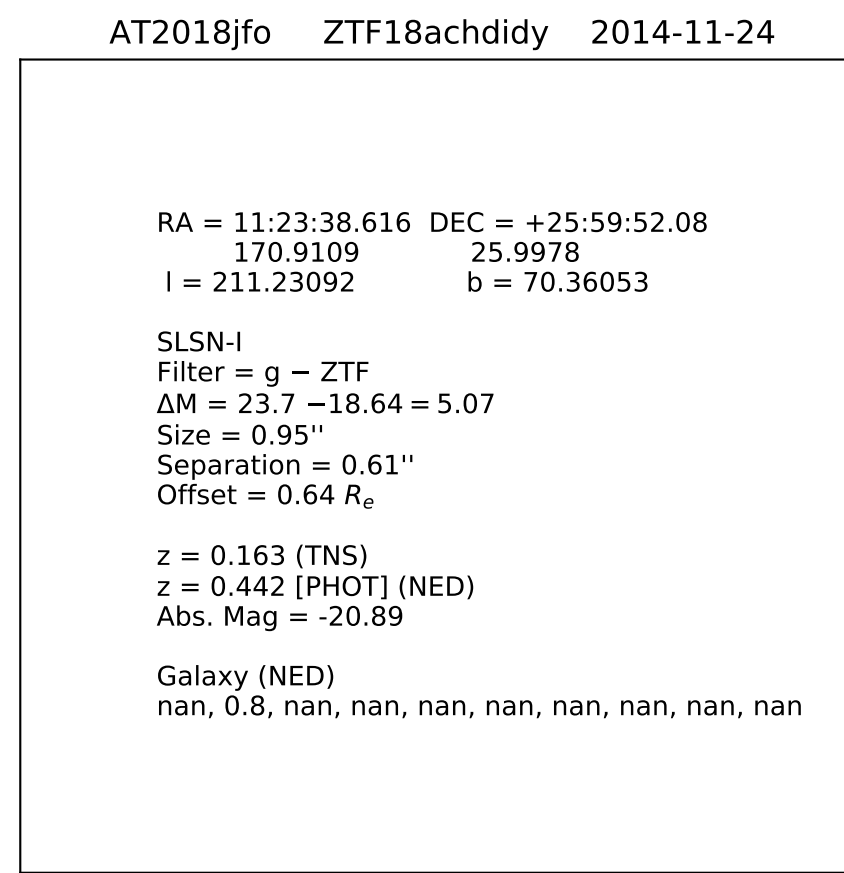 AT2018jfo ZTF18achdidy 2014-11-24
RA = 11:23:38.616 DEC = +25:59:52.08
170.9109 25.9978
l = 211.23092 b = 70.36053
SLSN-I
Filter = g − ZTF
ΔM = 23.7 −18.64 = 5.07
Size = 0.95''
Separation = 0.61''
Offset = 0.64 Rₑ
z = 0.163 (TNS)
z = 0.442 [PHOT] (NED)
Abs. Mag = -20.89
Galaxy (NED)
nan, 0.8, nan, nan, nan, nan, nan, nan, nan, nan